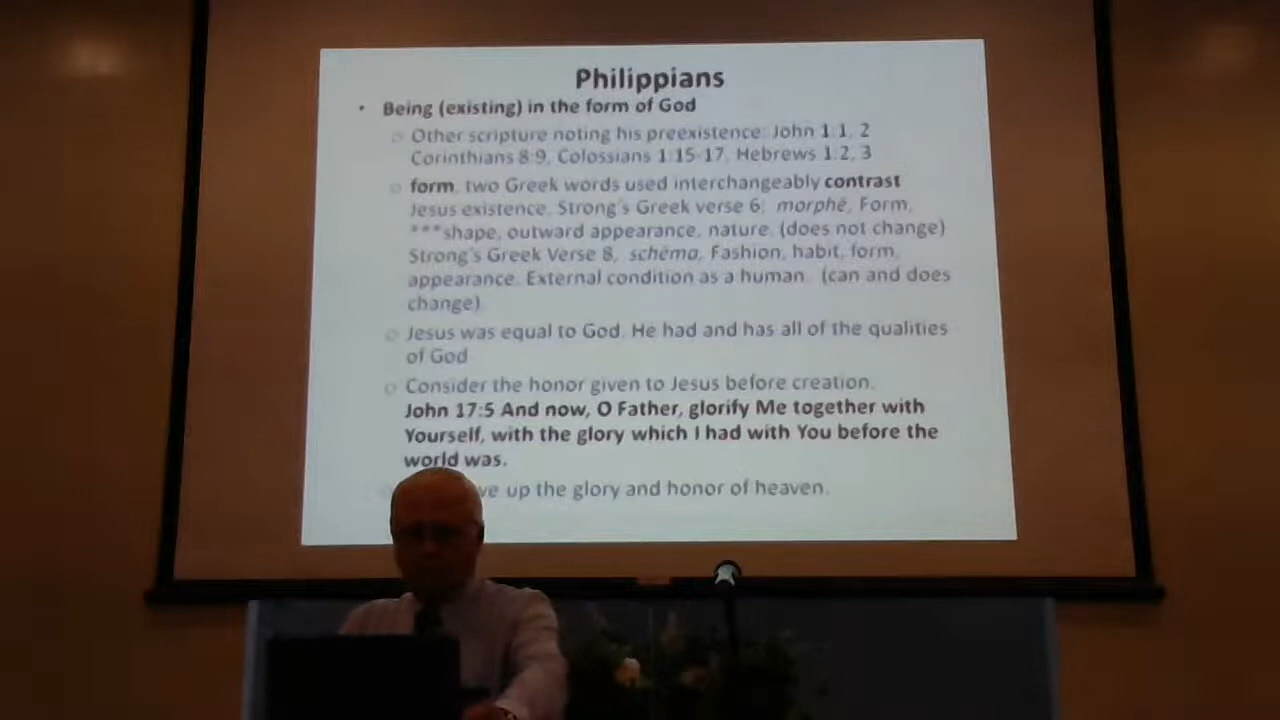 Philippians
• Being (existing) in the form of God
○ Other scripture noting his preexistence: John 1:1, 2
Corinthians 8:9, Colossians 1:15-17, Hebrews 1:2, 3
○ form, two Greek words used interchangeably contrast
Jesus existence, Strong's Greek verse 6: morphé, Form,
***shape, outward appearance, nature. (does not change)
Strong's Greek Verse 8, schéma, Fashion, habit, form,
appearance. External condition as a human. (can and does
change)
○ Jesus was equal to God. He had and has all of the qualities
of God
○ Consider the honor given to Jesus before creation.
John 17:5 And now, O Father, glorify Me together with
Yourself, with the glory which I had with You before the
world was.
up the glory and honor of heaven.